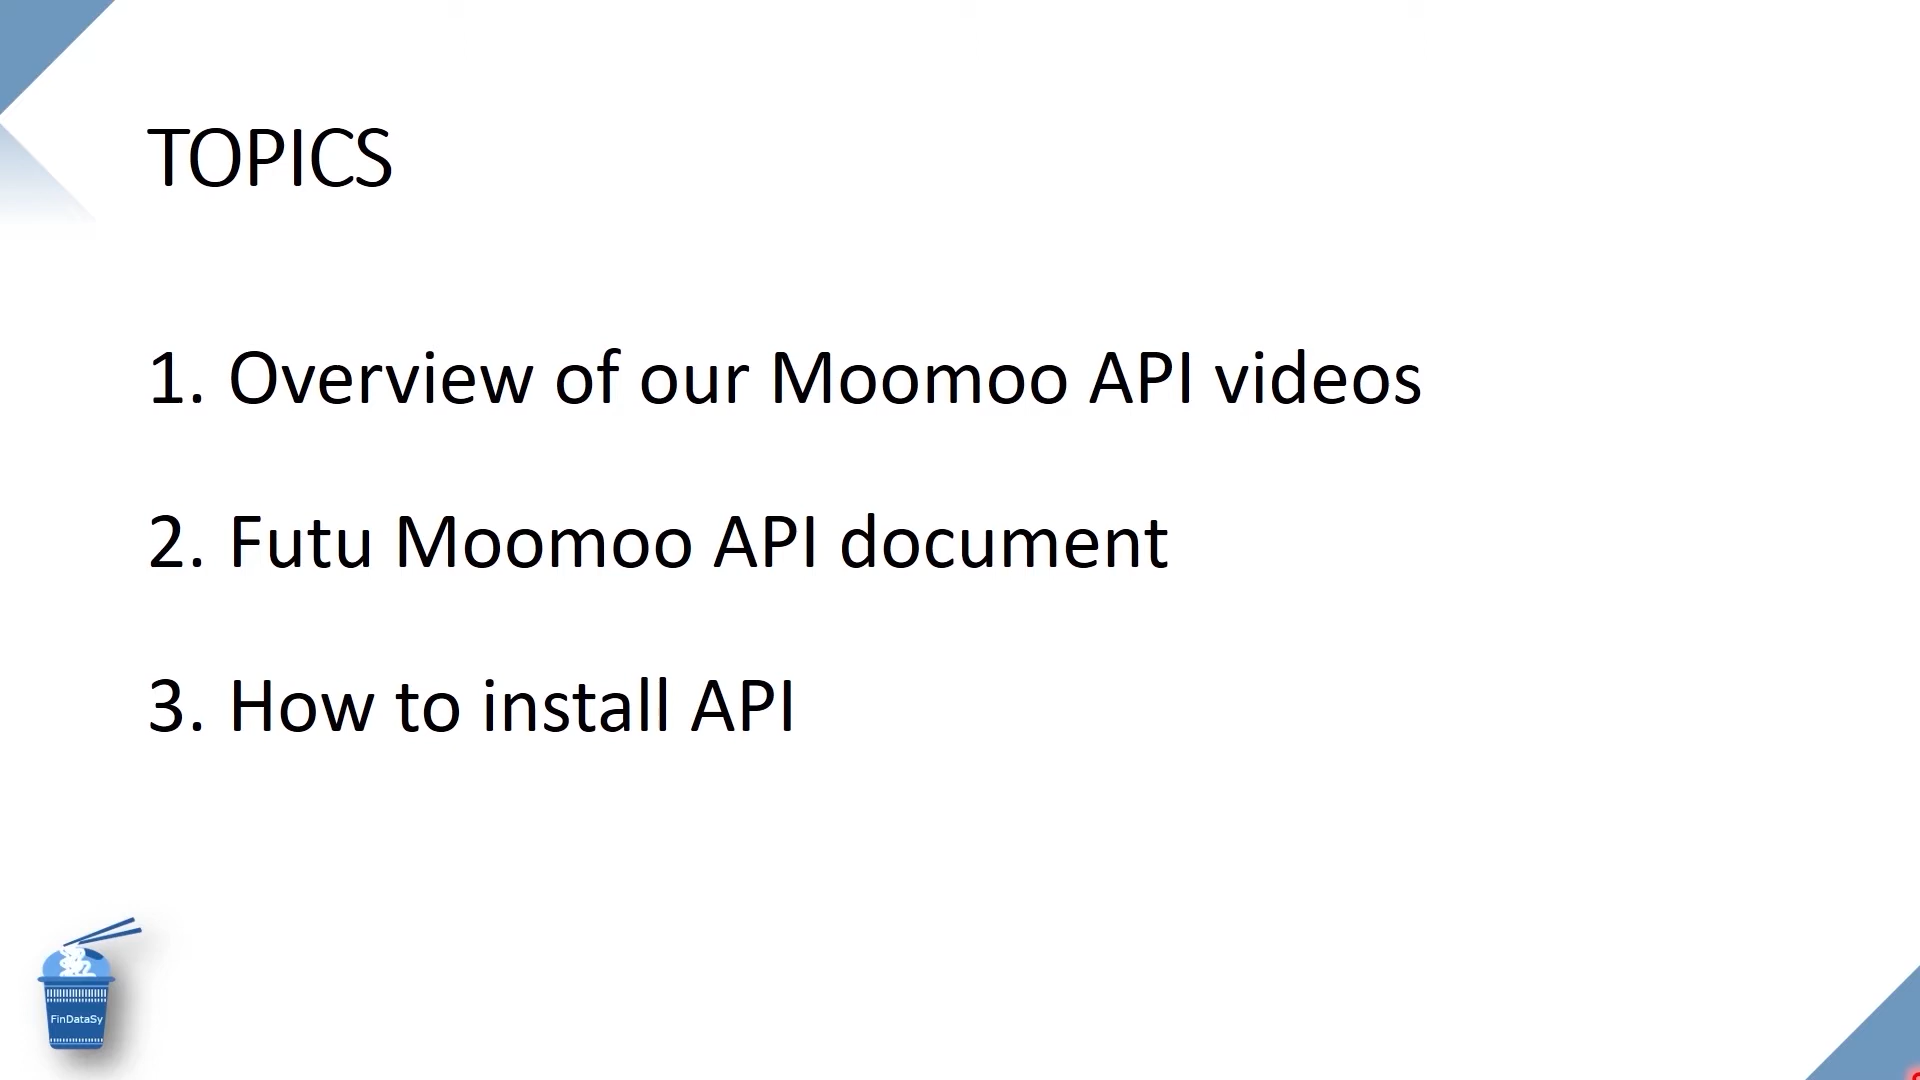 TOPICS
1. Overview of our Moomoo API videos
2. Futu Moomoo API document
3. How to install API
FinDataSy